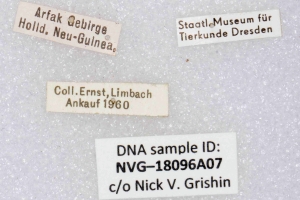 Arfak Gebirge
Holld. Neu-Guinea
Staatl. Museum für
Tierkunde Dresden
Coll. Ernst, Limbach
Ankauf 1960
DNA sample ID:
NVG–18096A07
c/o Nick V. Grishin